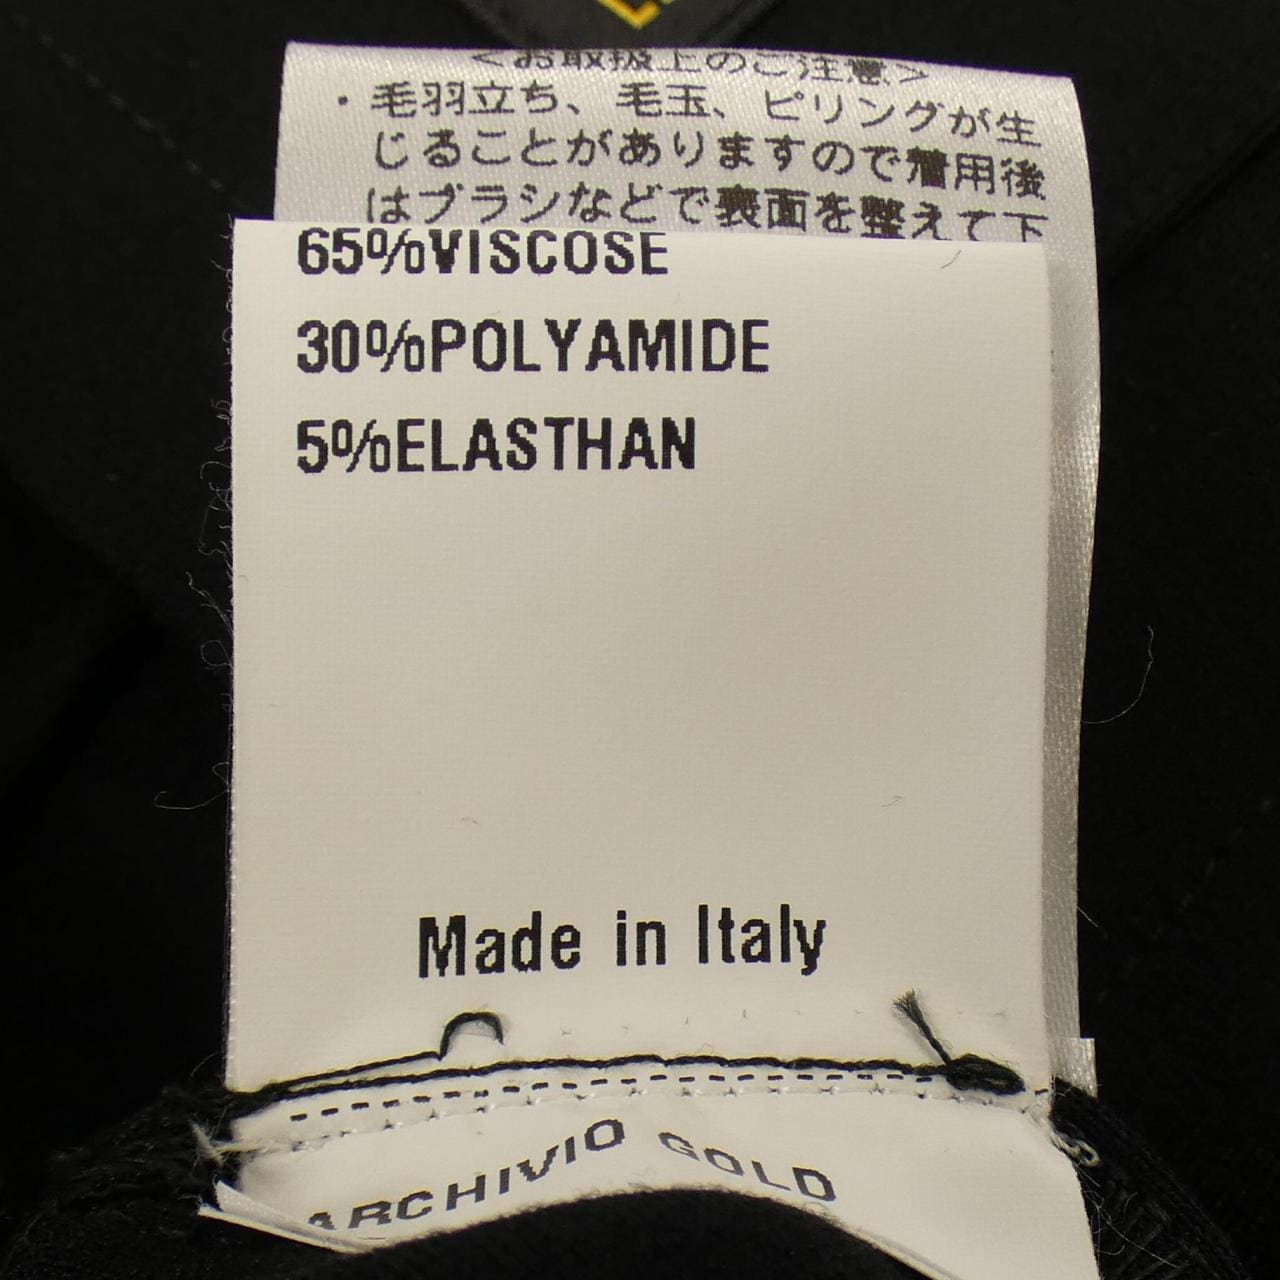 <お取扱上のご注意>
・毛羽立ち、毛玉、ピリングが生
じることがありますので着用後
はブラシなどで表面を整えて下
65%VISCOSE
30%POLYAMIDE
5%ELASTHAN
Made in Italy
ARCHIVIO GOLD